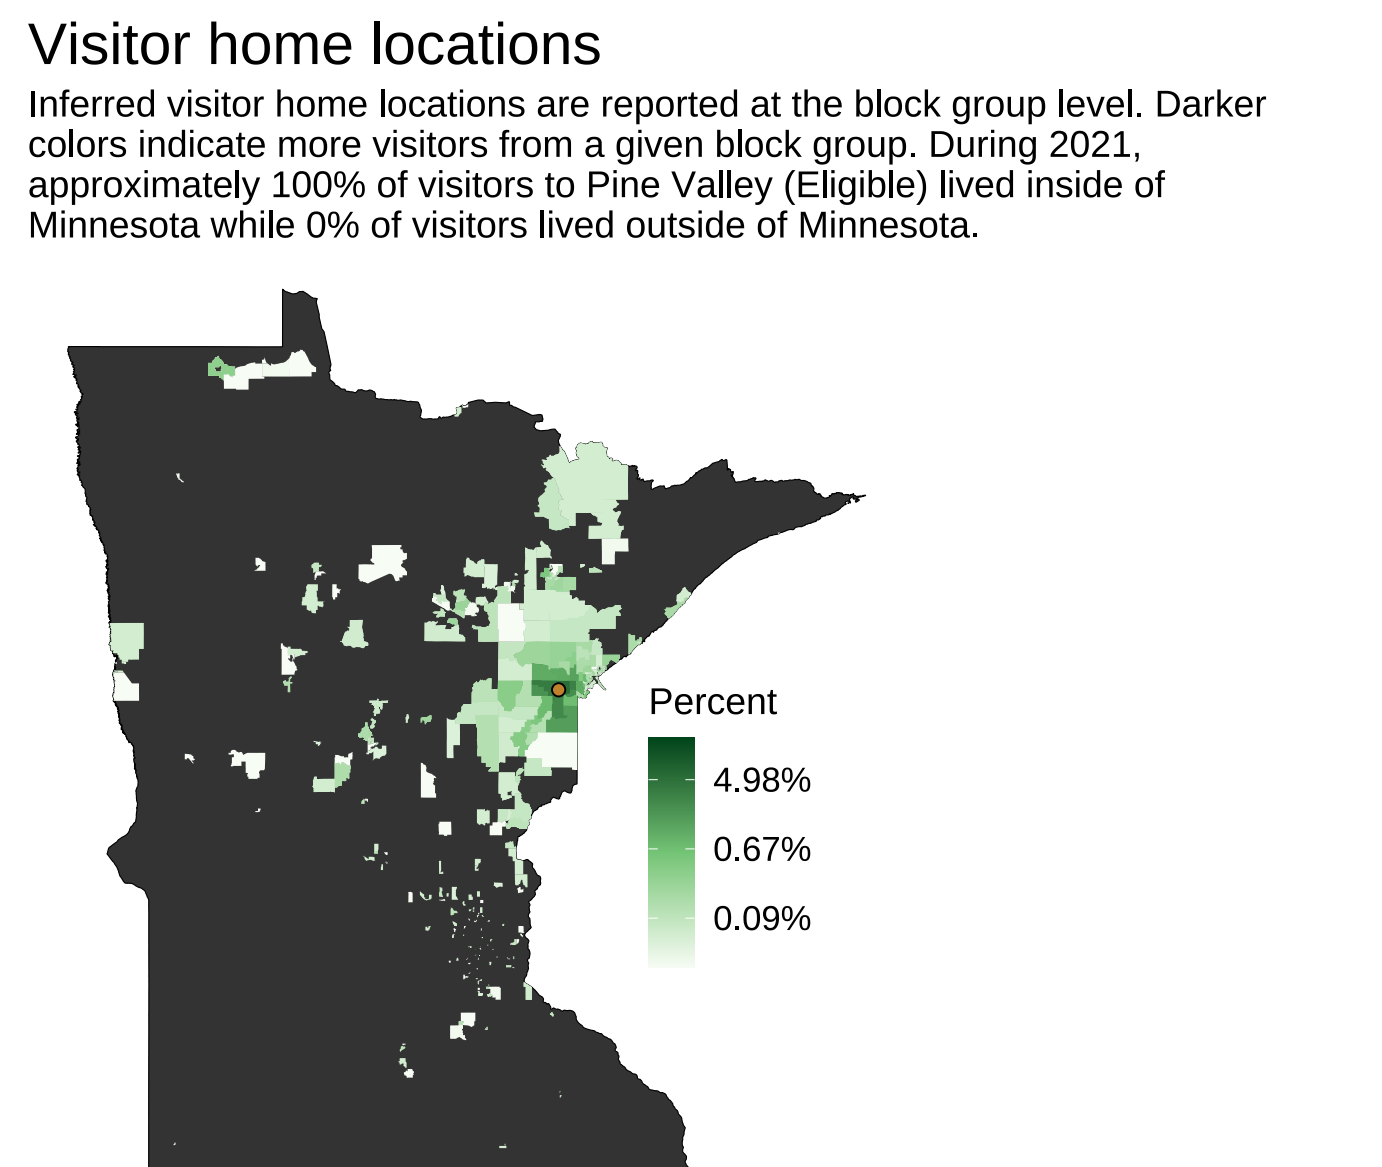 Visitor home locations
Inferred visitor home locations are reported at the block group level. Darker
colors indicate more visitors from a given block group. During 2021,
approximately 100% of visitors to Pine Valley (Eligible) lived inside of
Minnesota while 0% of visitors lived outside of Minnesota.
Percent
4.98%
0.67%
0.09%